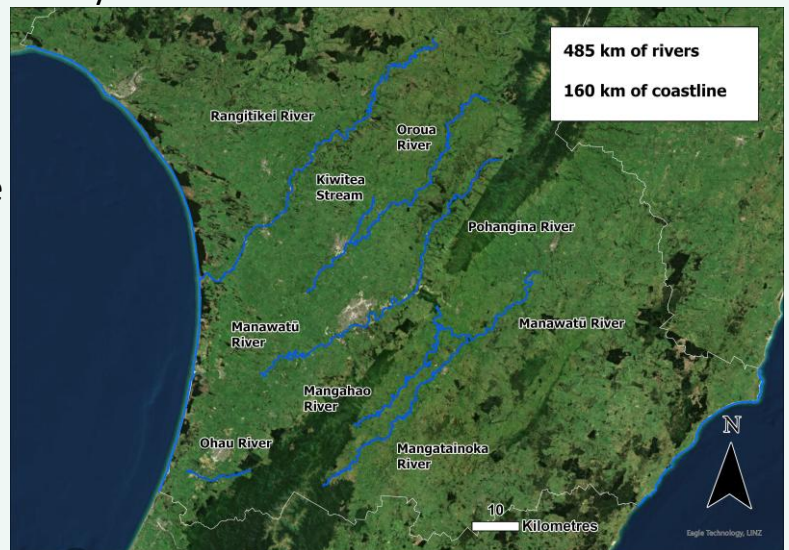 485 km of rivers
160 km of coastline
Rangitīkei River
Oroua
River
Kiwitea
Stream
Pohangina River
Manawatū
River
Manawatū River
Mangahao
River
Ohau River
Mangatainoka
River
N
10
Kilometres
Eagle Technology, LINZ